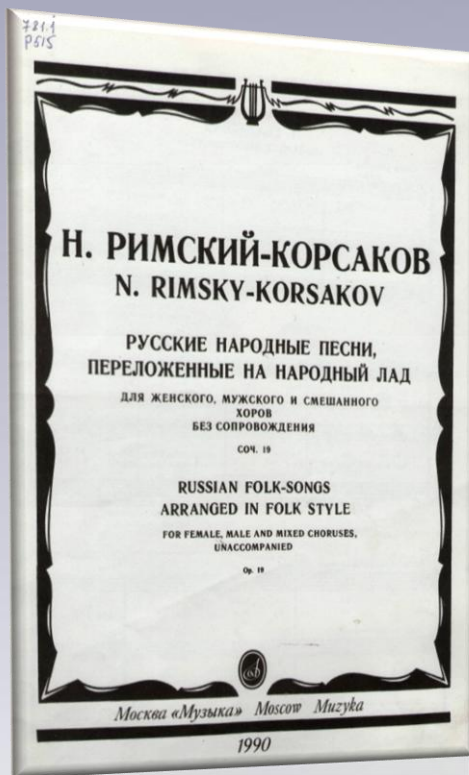 781.1
Р515
Н. РИМСКИЙ-КОРСАКОВ
N. RIMSKY-KORSAKOV
РУССКИЕ НАРОДНЫЕ ПЕСНИ,
ПЕРЕЛОЖЕННЫЕ НА НАРОДНЫЙ ЛАД
ДЛЯ ЖЕНСКОГО, МУЖСКОГО И СМЕШАННОГО
ХОРОВ
БЕЗ СОПРОВОЖДЕНИЯ
СОЧ. 19
RUSSIAN FOLK-SONGS
ARRANGED IN FOLK STYLE
FOR FEMALE, MALE AND MIXED CHORUSES,
UNACCOMPANIED
Op. 19
Москва «Музыка» Moscow Muzyka
1990